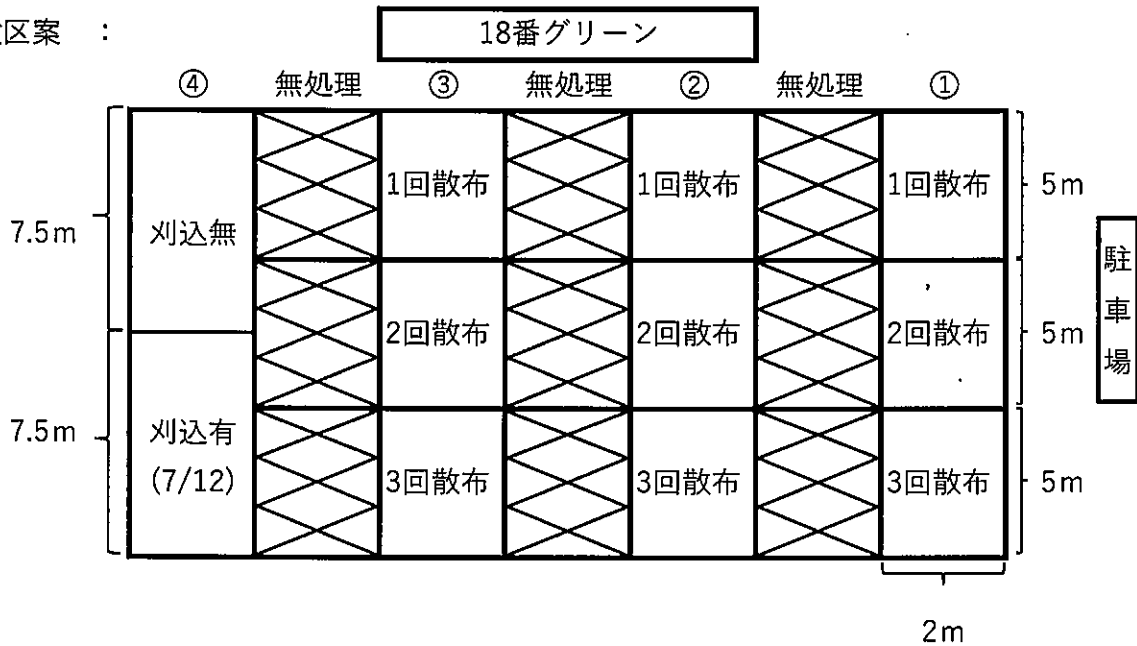 区案 :
18番グリーン
④ 無処理 ③ 無処理 ② 無処理 ①
1回散布 1回散布 1回散布 5m
7.5m 刈込無
駐車場
2回散布 2回散布 2回散布 5m
7.5m 刈込有
(7/12)
3回散布 3回散布 3回散布 5m
2m